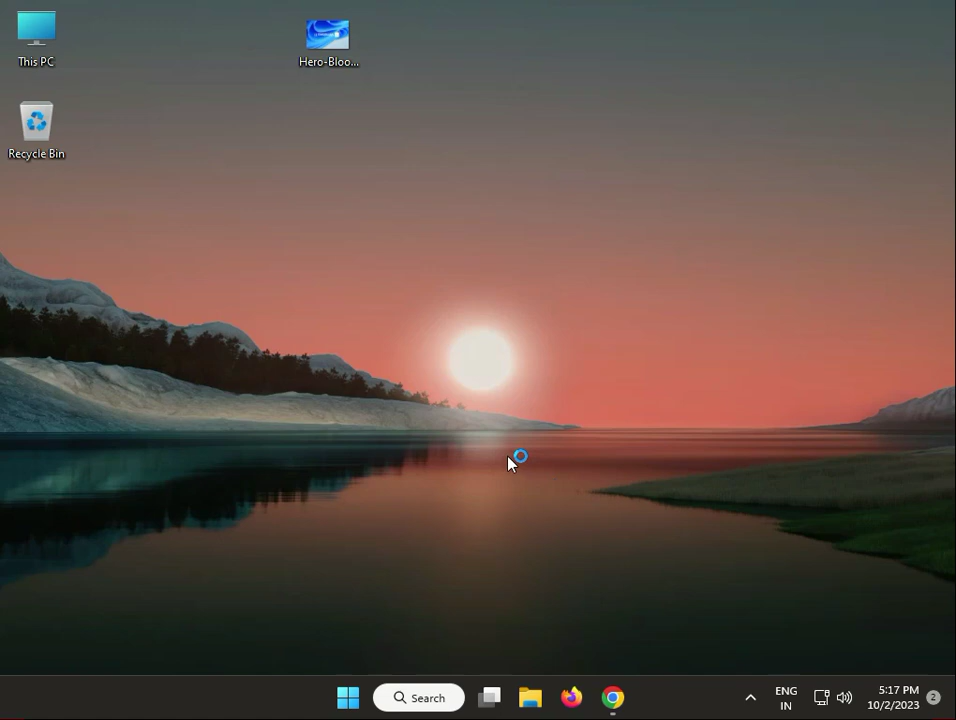 This PC
Hero-Bloo...
Recycle Bin
Search
ENG
IN
5:17 PM
10/2/2023
2